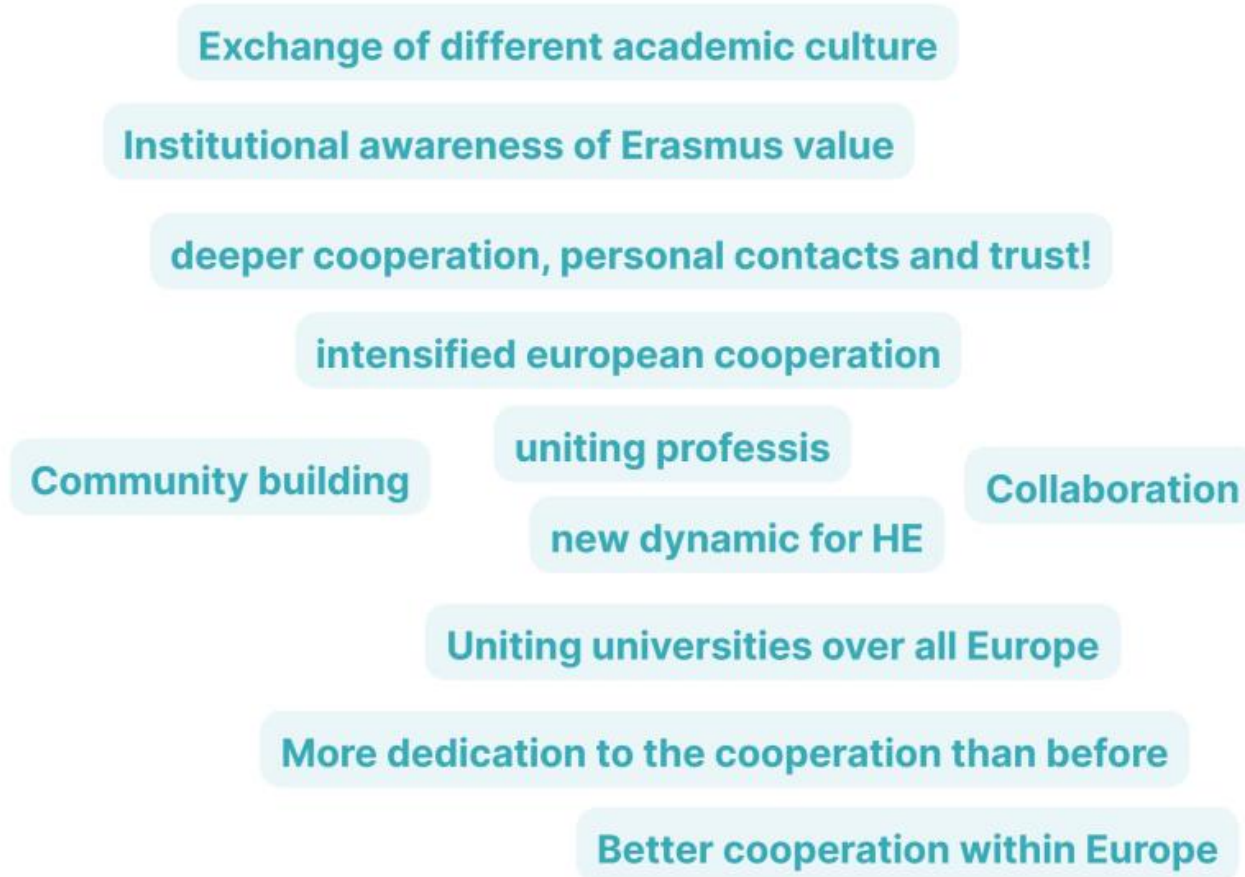 Exchange of different academic culture
Institutional awareness of Erasmus value
deeper cooperation, personal contacts and trust!
intensified european cooperation
uniting professis
Community building
Collaboration
new dynamic for HE
Uniting universities over all Europe
More dedication to the cooperation than before
Better cooperation within Europe